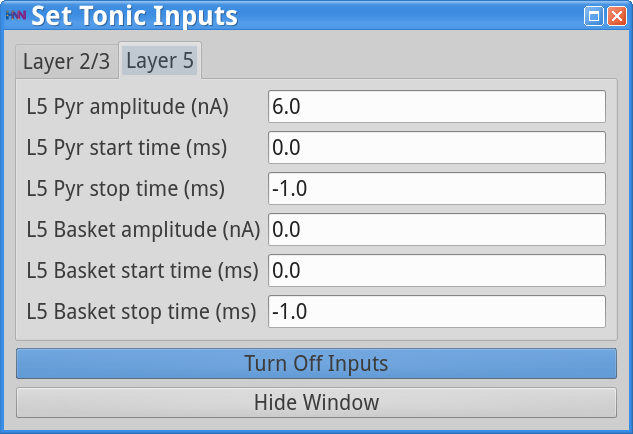 HNN Set Tonic Inputs
Layer 2/3 Layer 5
L5 Pyr amplitude (nA) 6.0
L5 Pyr start time (ms) 0.0
L5 Pyr stop time (ms) -1.0
L5 Basket amplitude (nA) 0.0
L5 Basket start time (ms) 0.0
L5 Basket stop time (ms) -1.0
Turn Off Inputs
Hide Window